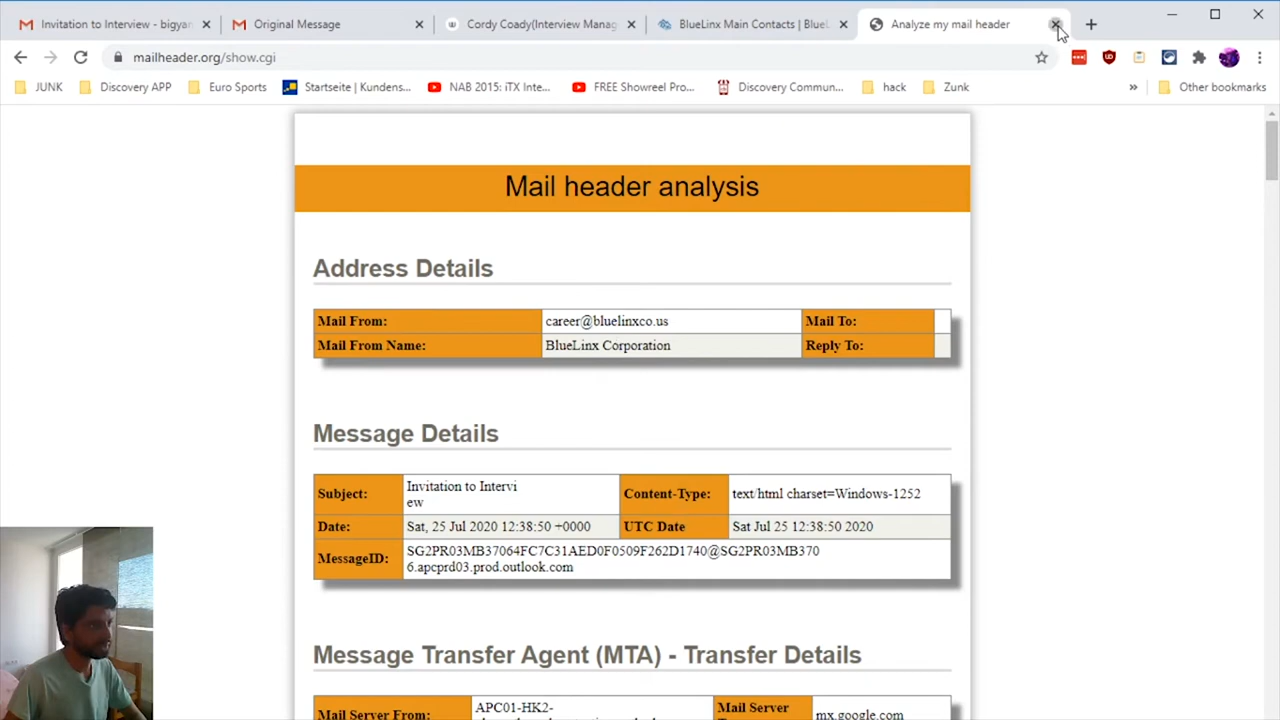 Invitation to Interview - bigyan
Original Message
Cordy Coady(Interview Manag
BlueLinx Main Contacts | BlueL
Analyze my mail header
mailheader.org/show.cgi
JUNK
Discovery APP
Euro Sports
Startseite | Kundens...
NAB 2015: iTX Inte...
FREE Showreel Pro...
Discovery Commun...
hack
Zunk
»
Other bookmarks
Mail header analysis
Address Details
Mail From: career@bluelinxco.us Mail To:
Mail From Name: BlueLinx Corporation Reply To:
Message Details
Subject: Invitation to Intervi
ew
Content-Type: text/html charset=Windows-1252
Date: Sat, 25 Jul 2020 12:38:50 +0000 UTC Date Sat Jul 25 12:38:50 2020
MessageID: SG2PR03MB37064FC7C31AED0F0509F262D1740@SG2PR03MB370
6.apcprd03.prod.outlook.com
Message Transfer Agent (MTA) - Transfer Details
Mail Server From: APC01-HK2-
Mail Server
mx.google.com